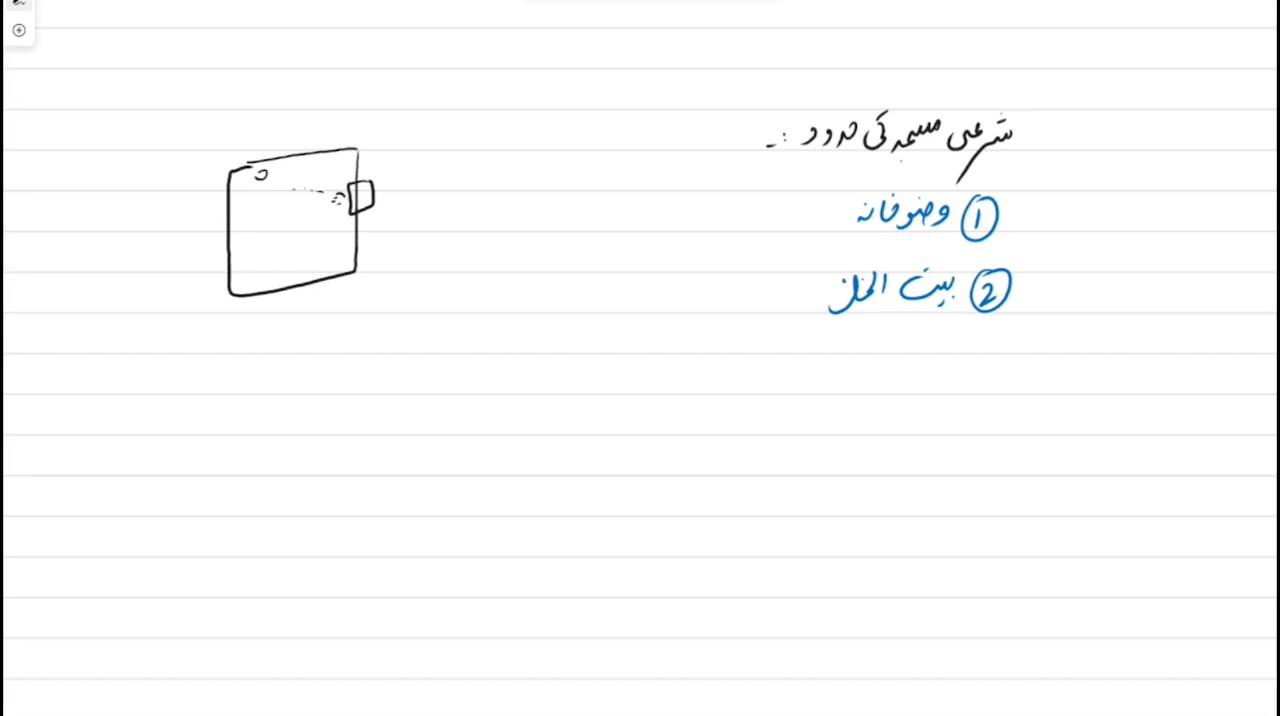 شرعی مسجد کی حدود :-
① وضو خانہ
② بیت الخلا